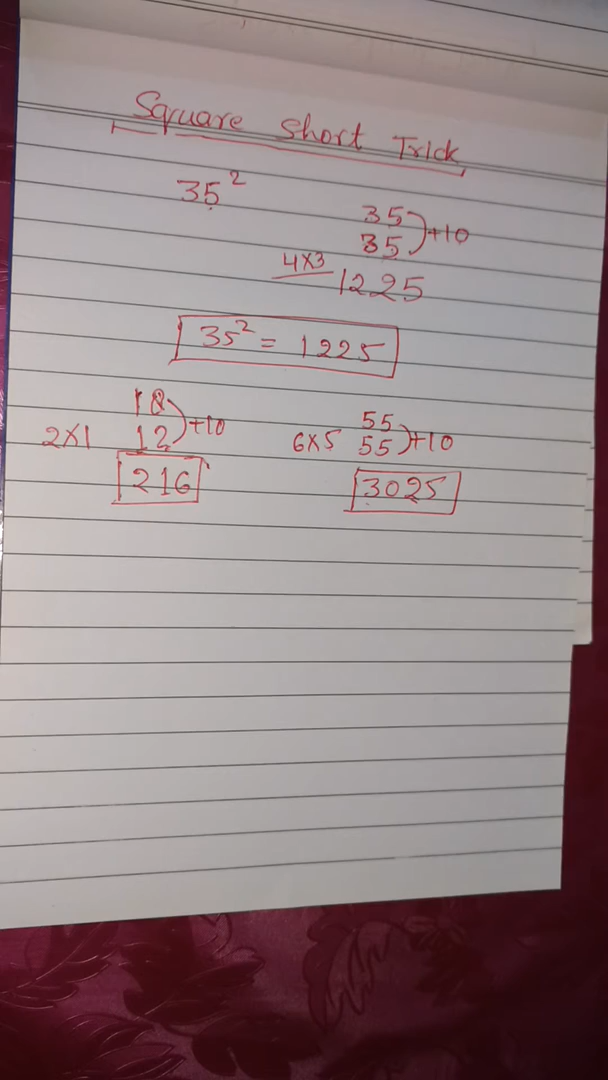 Square Short Trick
35²
35
35 ) +10
4×3 1225
35² = 1225
18
2×1 12 ) +10
216
55
6×5 55 ) +10
3025